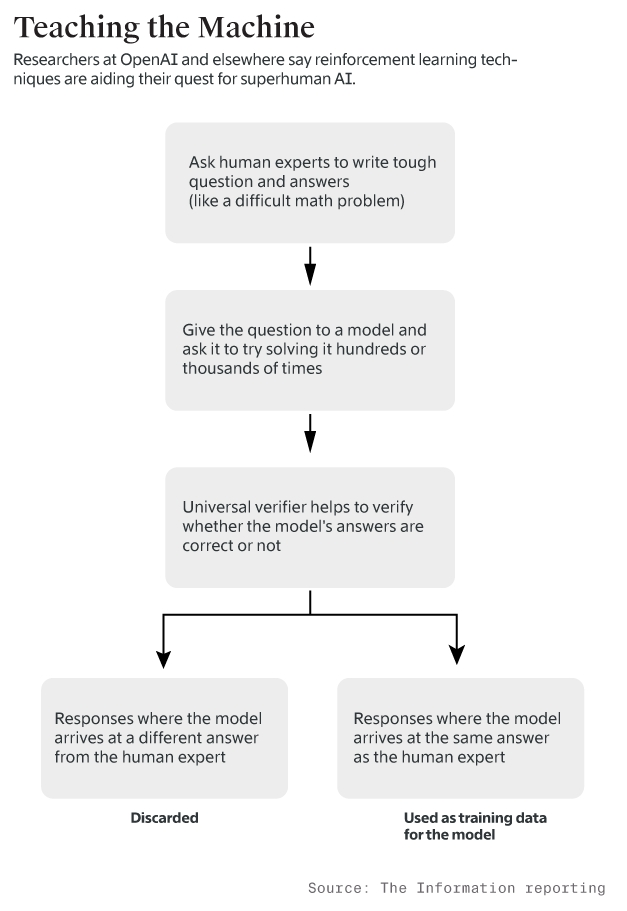 Teaching the Machine
Researchers at OpenAI and elsewhere say reinforcement learning tech-
niques are aiding their quest for superhuman AI.
Ask human experts to write tough
question and answers
(like a difficult math problem)
Give the question to a model and
ask it to try solving it hundreds or
thousands of times
Universal verifier helps to verify
whether the model's answers are
correct or not
Responses where the model
arrives at a different answer
from the human expert
Discarded
Responses where the model
arrives at the same answer
as the human expert
Used as training data
for the model
Source: The Information reporting